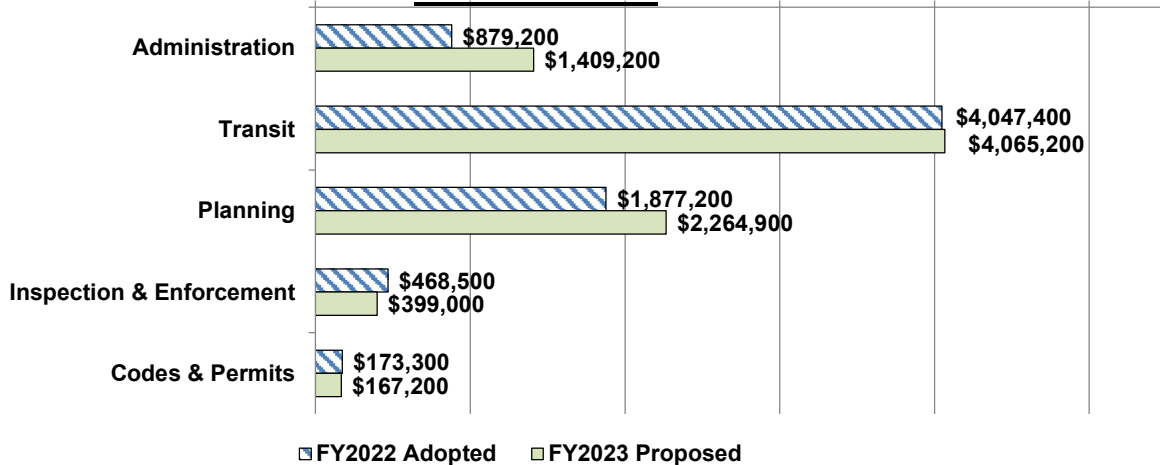 Administration
$879,200
$1,409,200
Transit
$4,047,400
$4,065,200
Planning
$1,877,200
$2,264,900
Inspection & Enforcement
$468,500
$399,000
Codes & Permits
$173,300
$167,200
FY2022 Adopted FY2023 Proposed